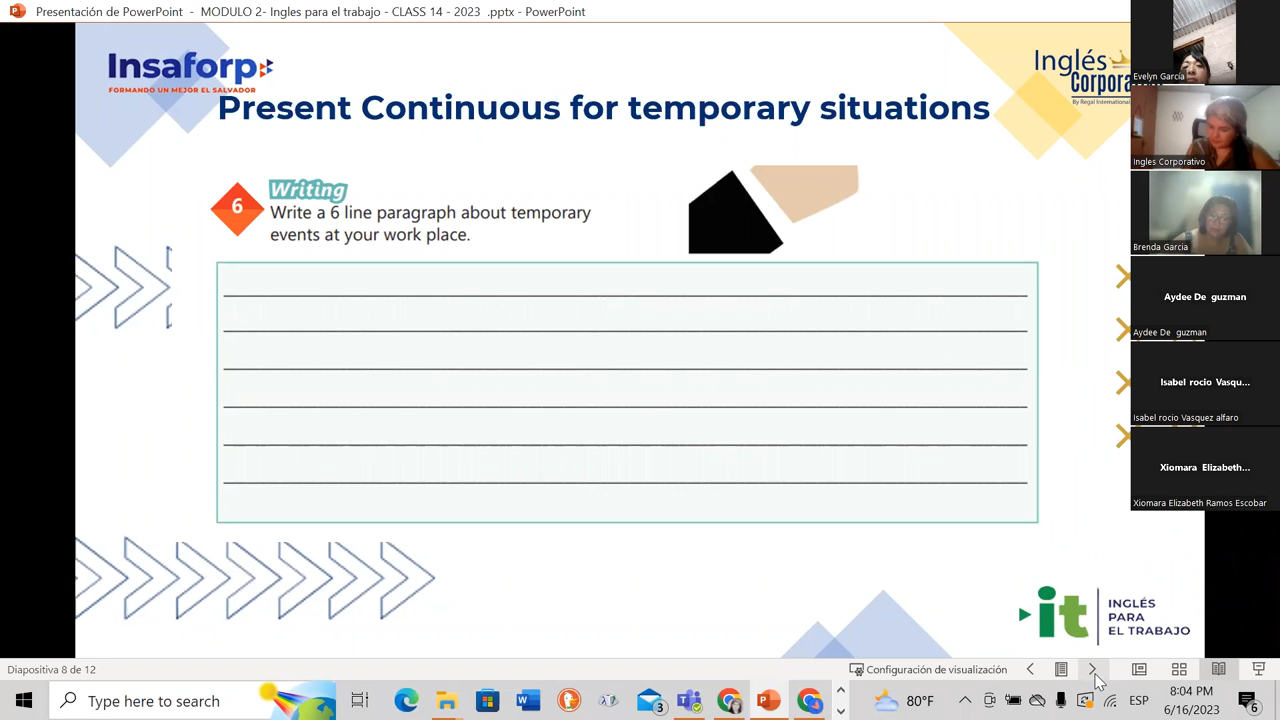 Presentación de PowerPoint - MODULO 2- Ingles para el trabajo - CLASS 14 - 2023 .pptx - PowerPoint
Insaforp
FORMANDO UN MEJOR EL SALVADOR
Inglés
Corporativo
By Regal International
Present Continuous for temporary situations
6
Writing
Write a 6 line paragraph about temporary
events at your work place.
it
INGLÉS
PARA
EL TRABAJO
Evelyn García
Ingles Corporativo
Brenda Garcia
Aydee De guzman
Aydee De guzman
Isabel rocio Vasqu...
Isabel rocio Vasquez alfaro
Xiomara Elizabeth...
Xiomara Elizabeth Ramos Escobar
Diapositiva 8 de 12
Configuración de visualización
Type here to search
3
80°F
ESP
8:04 PM
6/16/2023
6